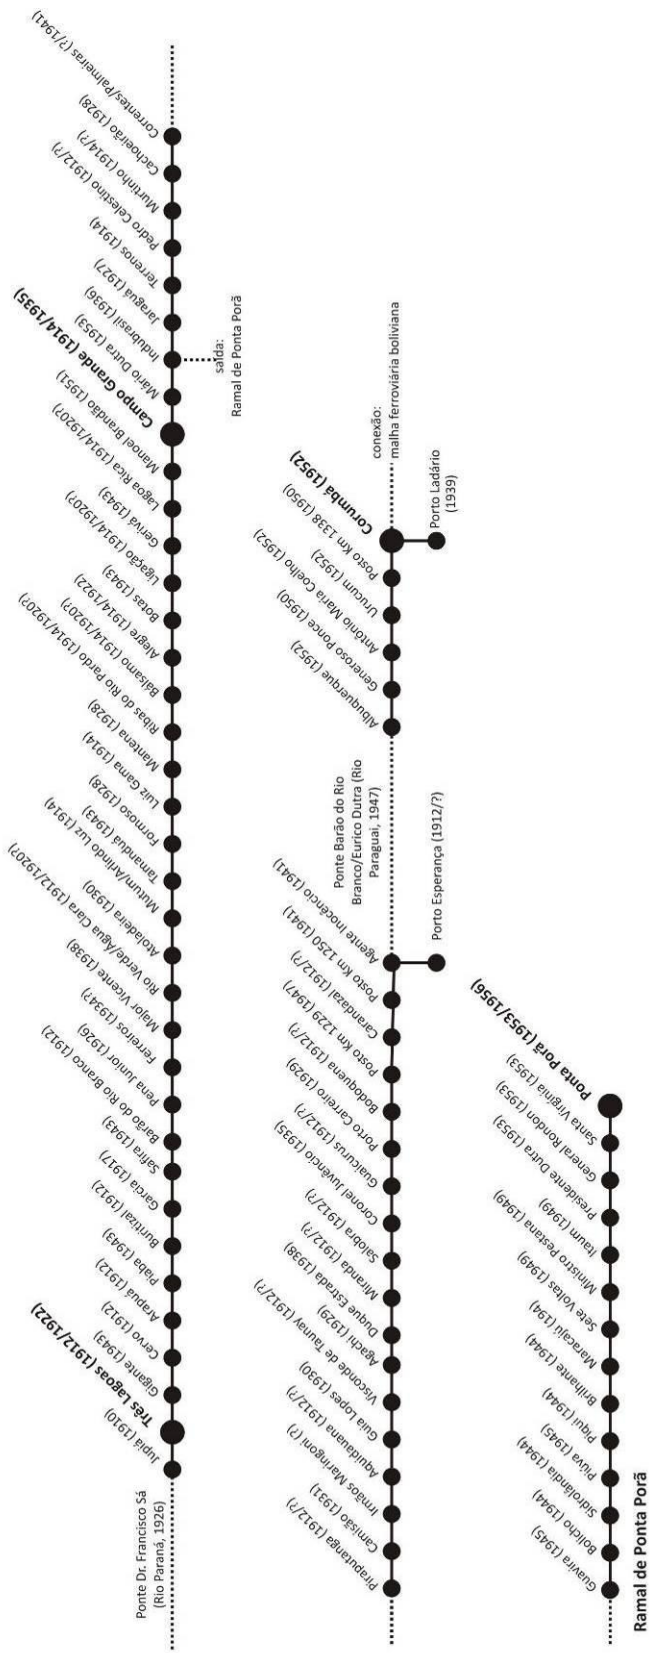 Ponte Dr. Francisco Sá
(Rio Paraná, 1926)
Jupiá (1910)
Três Lagoas (1912/1922)
Gigante (1943)
Cervo (1912)
Arapuá (1912)
Piaba (1943)
Buritizal (1912)
Garcia (1917)
Safira (1943)
Barão do Rio Branco (1912)
Pena Junior (1926)
Ferreiros (1934?)
Major Vicente (1938)
Rio Verde/Água Clara (1912/1920?)
Atoladeira (1930)
Mutum/Arlindo Luz (1914)
Tamanduá (1943)
Formoso (1928)
Luiz Gama (1914)
Mantena (1928)
Ribas do Rio Pardo (1914/1920?)
Bálsamo (1914/1920?)
Alegre (1914/1922)
Botas (1943)
Ligação (1914/1920?)
Gerivá (1943)
Lagoa Rica (1914/1920?)
Manoel Brandão (1951)
Campo Grande (1914/1935)
Mário Dutra (1953)
Indubrasil (1936)
Jaraguá (1927)
Terrenos (1914)
Pedro Celestino (1912/?)
Murtinho (1914/?)
Cachoeirão (1928)
Correntes/Palmeiras (?/1941)
saída:
Ramal de Ponta Porã
Piraputanga (1912/?)
Camisão (1931)
Irmãos Maringoni (?)
Aquidauana (1912/?)
Guia Lopes (1930)
Visconde de Taunay (1912/?)
Agachi (1929)
Duque Estrada (1938)
Miranda (1912/?)
Salobra (1912/?)
Coronel Juvêncio (1935)
Guaicurus (1912/?)
Porto Carreiro (1929)
Bodoquena (1912/?)
Posto Km 1229 (1947)
Carandazal (1912/?)
Posto Km 1250 (1941)
Agente Inocêncio (1941)
Porto Esperança (1912/?)
Ponte Barão do Rio
Branco/Eurico Dutra (Rio
Paraguai, 1947)
Albuquerque (1952)
Generoso Ponce (1950)
Antônio Maria Coelho (1952)
Urucum (1952)
Posto Km 1338 (1950)
Corumba (1952)
Porto Ladário
(1939)
conexão:
malha ferroviária boliviana
Guavira (1945)
Bolicho (1944)
Sidrolândia (1944)
Piúva (1945)
Piqui (1944)
Brilhante (1944)
Maracajú (194)
Sete Voltas (1949)
Ministro Pestana (1949)
Itaum (1949)
Presidente Dutra (1953)
General Rondon (1953)
Santa Virgínia (1953)
Ponta Porã (1953/1956)
Ramal de Ponta Porã